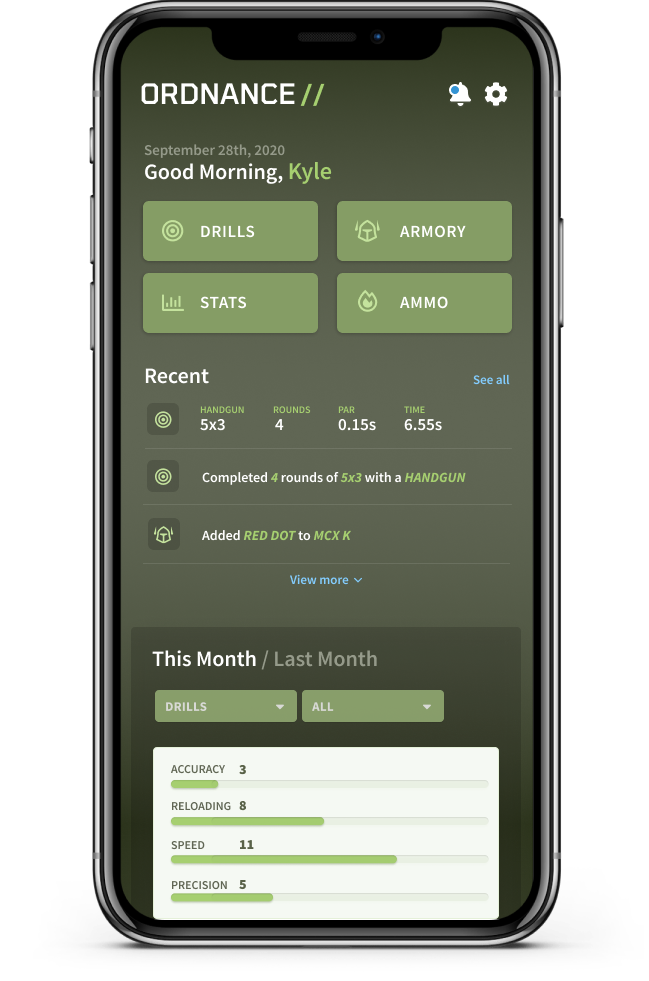 ORDNANCE //
September 28th, 2020
Good Morning, Kyle
DRILLS
ARMORY
STATS
AMMO
Recent
See all
HANDGUN ROUNDS PAR TIME
5x3 4 0.15s 6.55s
Completed 4 rounds of 5x3 with a HANDGUN
Added RED DOT to MCX K
View more
This Month / Last Month
DRILLS
ALL
ACCURACY 3
RELOADING 8
SPEED 11
PRECISION 5